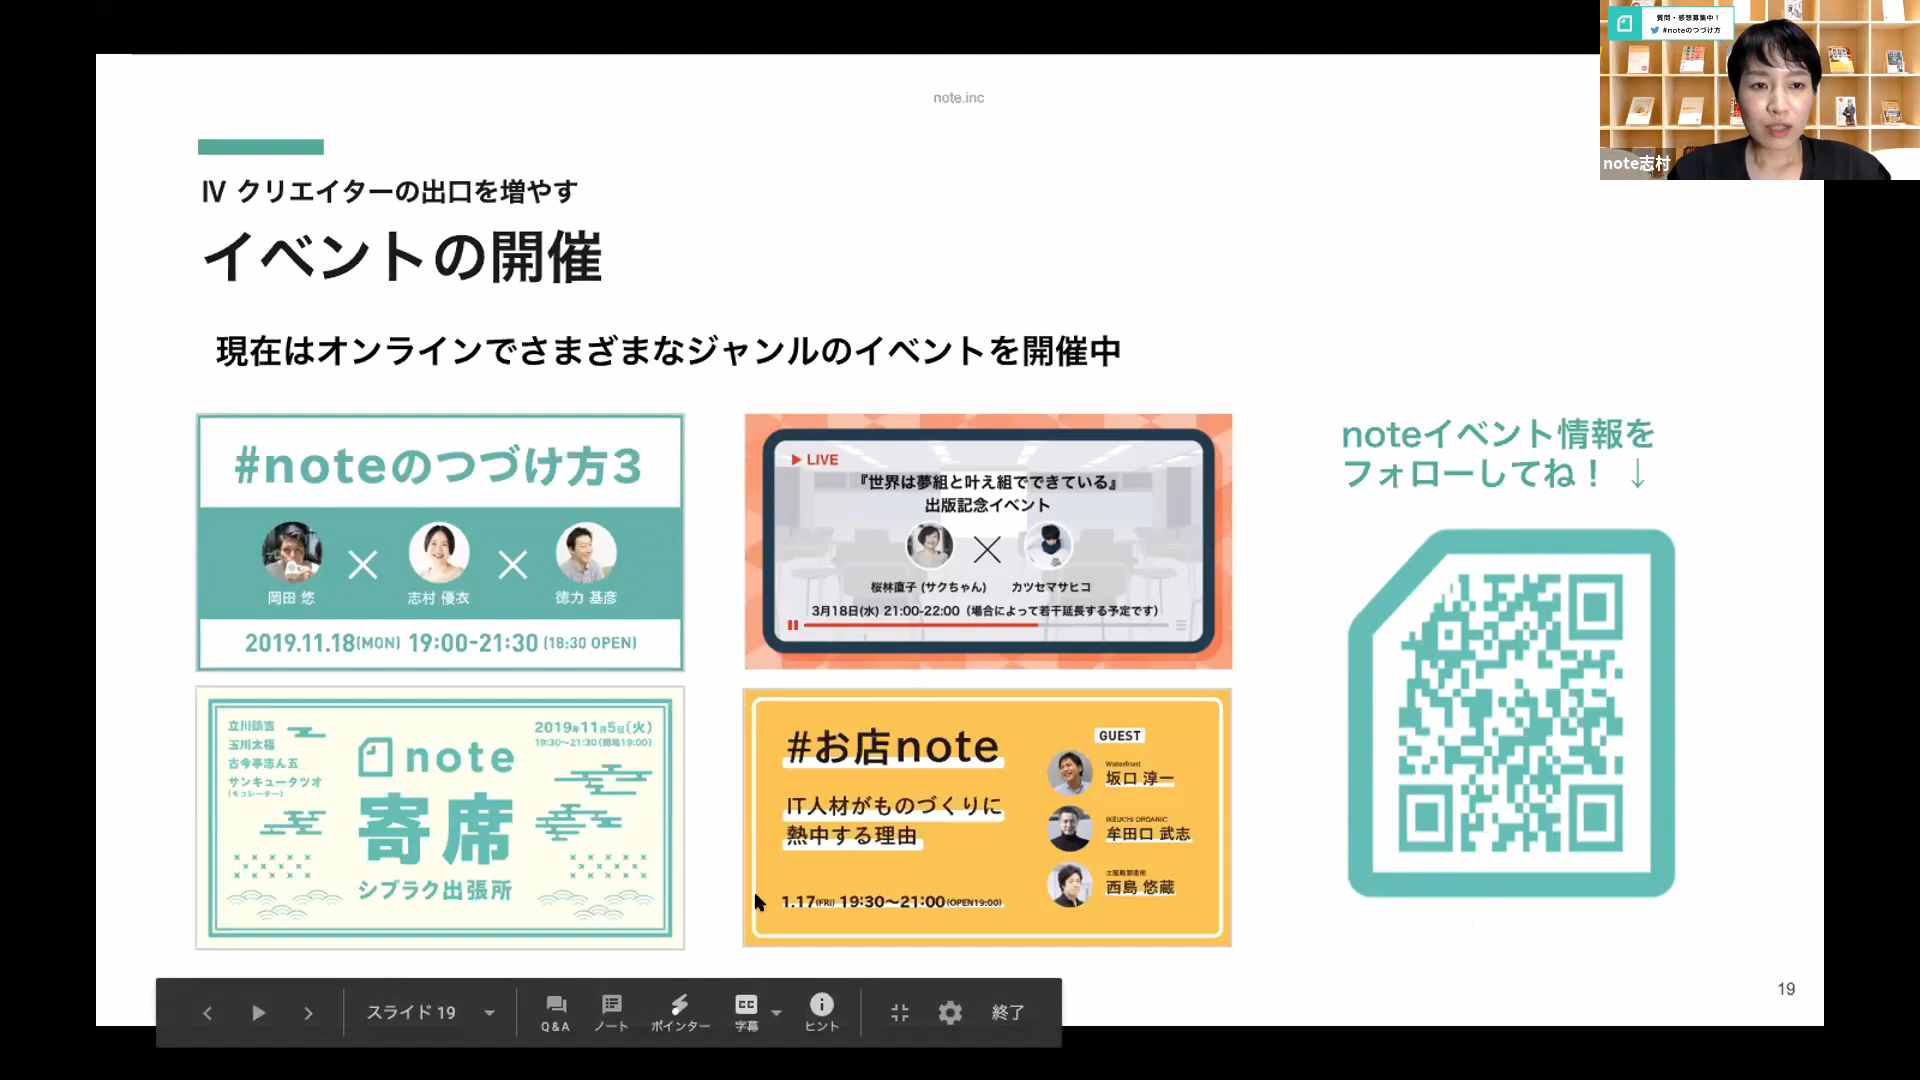 note.inc
Ⅳ クリエイターの出口を増やす
イベントの開催
現在はオンラインでさまざまなジャンルのイベントを開催中
#noteのつづけ方3
岡田 悠
志村 優衣
徳力 基彦
2019.11.18(MON) 19:00-21:30 (18:30 OPEN)
LIVE
『世界は夢組と叶え組でできている』
出版記念イベント
桜林直子 (サクちゃん)
カツセマサヒコ
3月18日(水) 21:00-22:00（場合によって若干延長する予定です）
noteイベント情報を
フォローしてね！ ↓
立川談吉
玉川太福
古今亭志ん五
サンキュータツオ
(キュレーター)
2019年11月5日(火)
19:30〜21:30(開場19:00)
note
寄席
シブラク出張所
#お店note
IT人材がものづくりに
熱中する理由
1.17(FRI) 19:30〜21:00(OPEN19:00)
GUEST
Waterfront
坂口 淳一
IKEUCHI ORGANIC
牟田口 武志
西島 悠蔵
19
スライド 19
Q&A
ノート
ポインター
CC
字幕
ヒント
終了
質問・感想募集中！
#noteのつづけ方
note志村